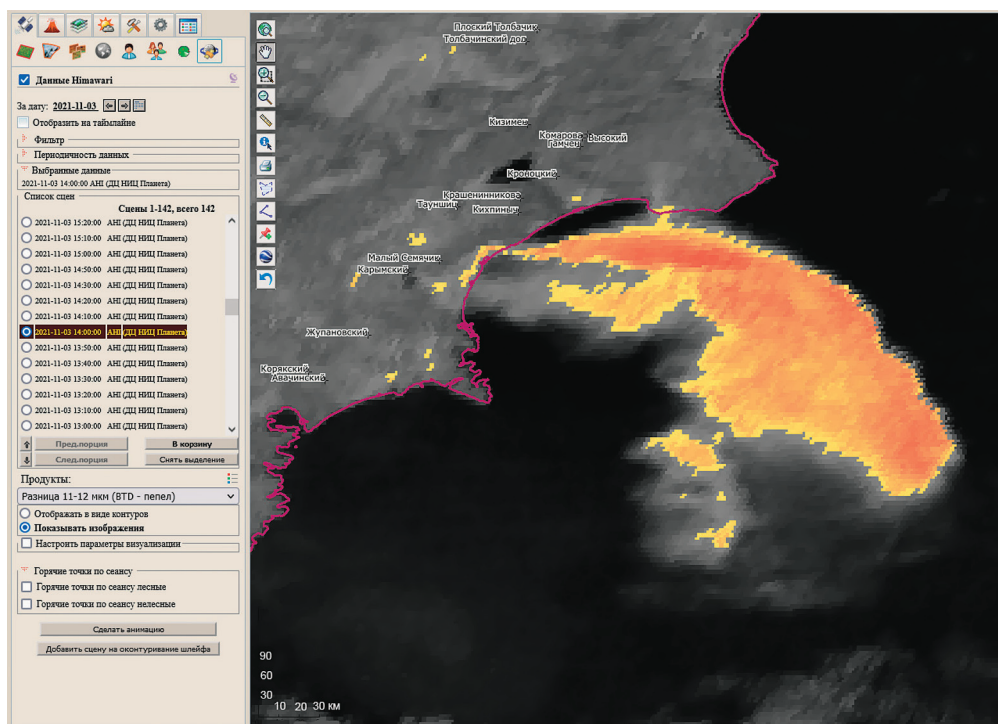 Данные Himawari
За дату: 2021-11-03
Отобразить на таймлайне
Фильтр
Периодичность данных
Выбранные данные
2021-11-03 14:00:00 AHI (ДЦ НИЦ Планета)
Список сцен
Сцены 1-142, всего 142
2021-11-03 15:20:00 AHI (ДЦ НИЦ Планета)
2021-11-03 15:10:00 AHI (ДЦ НИЦ Планета)
2021-11-03 15:00:00 AHI (ДЦ НИЦ Планета)
2021-11-03 14:50:00 AHI (ДЦ НИЦ Планета)
2021-11-03 14:30:00 AHI (ДЦ НИЦ Планета)
2021-11-03 14:20:00 AHI (ДЦ НИЦ Планета)
2021-11-03 14:10:00 AHI (ДЦ НИЦ Планета)
2021-11-03 14:00:00 AHI (ДЦ НИЦ Планета)
2021-11-03 13:50:00 AHI (ДЦ НИЦ Планета)
2021-11-03 13:40:00 AHI (ДЦ НИЦ Планета)
2021-11-03 13:30:00 AHI (ДЦ НИЦ Планета)
2021-11-03 13:20:00 AHI (ДЦ НИЦ Планета)
2021-11-03 13:10:00 AHI (ДЦ НИЦ Планета)
2021-11-03 13:00:00 AHI (ДЦ НИЦ Планета)
Пред.порция В корзину
След.порция Снять выделение
Продукты:
Разница 11-12 мкм (BTD - пепел)
Отображать в виде контуров
Показывать изображения
Настроить параметры визуализации
Горячие точки по сеансу
Горячие точки по сеансу лесные
Горячие точки по сеансу нелесные
Сделать анимацию
Добавить сцену на оконтуривание шлейфа
Плоский Толбачик
Толбачинский дол
Кизимен
Комарова
Высокий
Гамчен
Кроноцкий
Крашенинникова
Тауншиц
Кихпиныч
Малый Семячик
Карымский
Жупановский
Корякский
Авачинский
90
60
30
10 20 30 км